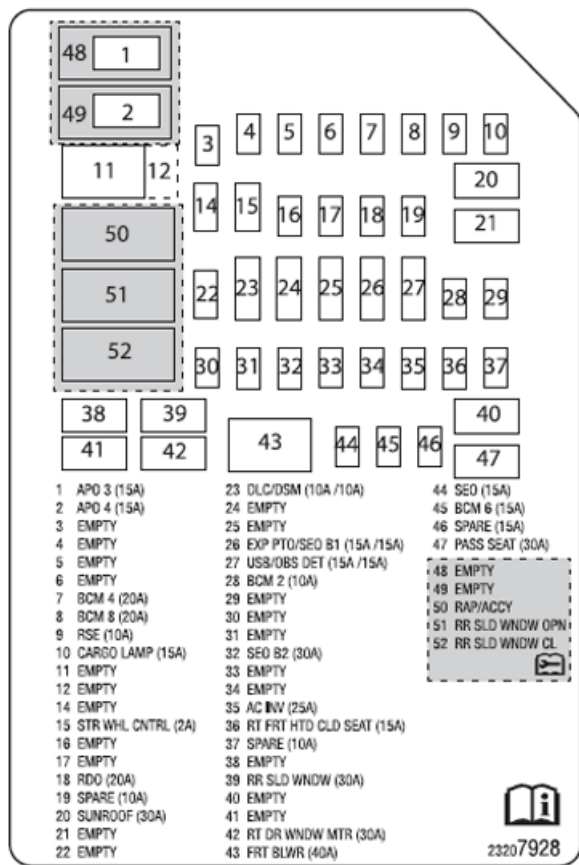 48 1
49 2
3 4 5 6 7 8 9 10
11 12
20
14 15 16 17 18 19
21
50
51
22 23 24 25 26 27 28 29
52
30 31 32 33 34 35 36 37
38 39 40
41 42 43 44 45 46 47
1 APO 3 (15A)
2 APO 4 (15A)
3 EMPTY
4 EMPTY
5 EMPTY
6 EMPTY
7 BCM 4 (20A)
8 BCM 8 (20A)
9 RSE (10A)
10 CARGO LAMP (15A)
11 EMPTY
12 EMPTY
14 EMPTY
15 STR WHL CNTRL (2A)
16 EMPTY
17 EMPTY
18 RDO (20A)
19 SPARE (10A)
20 SUNROOF (30A)
21 EMPTY
22 EMPTY
23 DLC/DSM (10A /10A)
24 EMPTY
25 EMPTY
26 EXP PTO/SEO B1 (15A /15A)
27 USB/OBS DET (15A /15A)
28 BCM 2 (10A)
29 EMPTY
30 EMPTY
31 EMPTY
32 SEO B2 (30A)
33 EMPTY
34 EMPTY
35 AC INV (25A)
36 RT FRT HTD CLD SEAT (15A)
37 SPARE (10A)
38 EMPTY
39 RR SLD WNDW (30A)
40 EMPTY
41 EMPTY
42 RT DR WNDW MTR (30A)
43 FRT BLWR (40A)
44 SEO (15A)
45 BCM 6 (15A)
46 SPARE (15A)
47 PASS SEAT (30A)
48 EMPTY
49 EMPTY
50 RAP/ACCY
51 RR SLD WNDW OPN
52 RR SLD WNDW CL
i
23207928